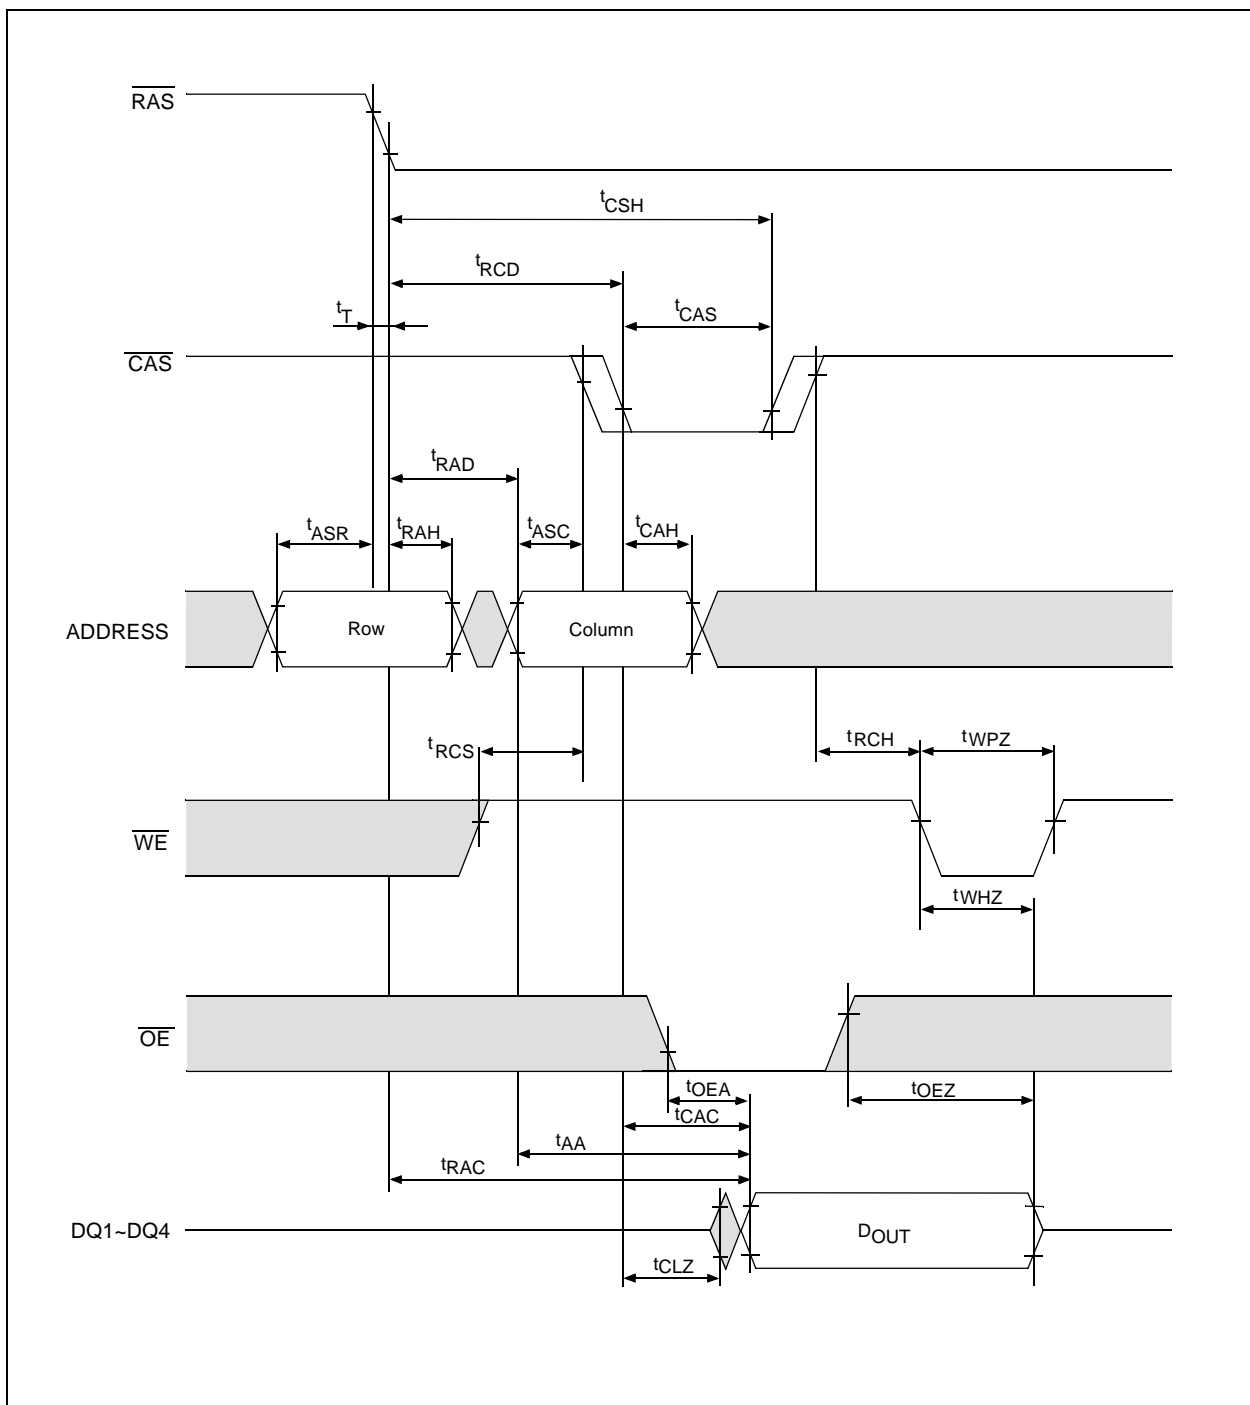 RAS
tCSH
tRCD
tT
tCAS
CAS
tRAD
tASR
tRAH
tASC
tCAH
ADDRESS
Row
Column
tRCS
tRCH
tWPZ
WE
tWHZ
OE
tOEA
tOEZ
tCAC
tAA
tRAC
DQ1~DQ4
DOUT
tCLZ